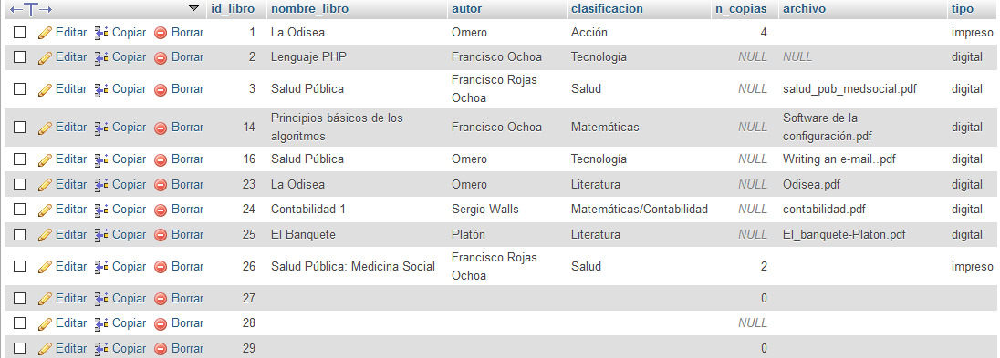 id_libro nombre_libro autor clasificacion n_copias archivo tipo
Editar Copiar Borrar 1 La Odisea Omero Acción 4 impreso
Editar Copiar Borrar 2 Lenguaje PHP Francisco Ochoa Tecnología NULL NULL digital
Editar Copiar Borrar 3 Salud Pública Francisco Rojas Ochoa Salud NULL salud_pub_medsocial.pdf digital
Editar Copiar Borrar 14 Principios básicos de los algoritmos Francisco Ochoa Matemáticas NULL Software de la configuración.pdf digital
Editar Copiar Borrar 16 Salud Pública Omero Tecnología NULL Writing an e-mail..pdf digital
Editar Copiar Borrar 23 La Odisea Omero Literatura NULL Odisea.pdf digital
Editar Copiar Borrar 24 Contabilidad 1 Sergio Walls Matemáticas/Contabilidad NULL contabilidad.pdf digital
Editar Copiar Borrar 25 El Banquete Platón Literatura NULL El_banquete-Platon.pdf digital
Editar Copiar Borrar 26 Salud Pública: Medicina Social Francisco Rojas Ochoa Salud 2 impreso
Editar Copiar Borrar 27 0
Editar Copiar Borrar 28 NULL
Editar Copiar Borrar 29 0